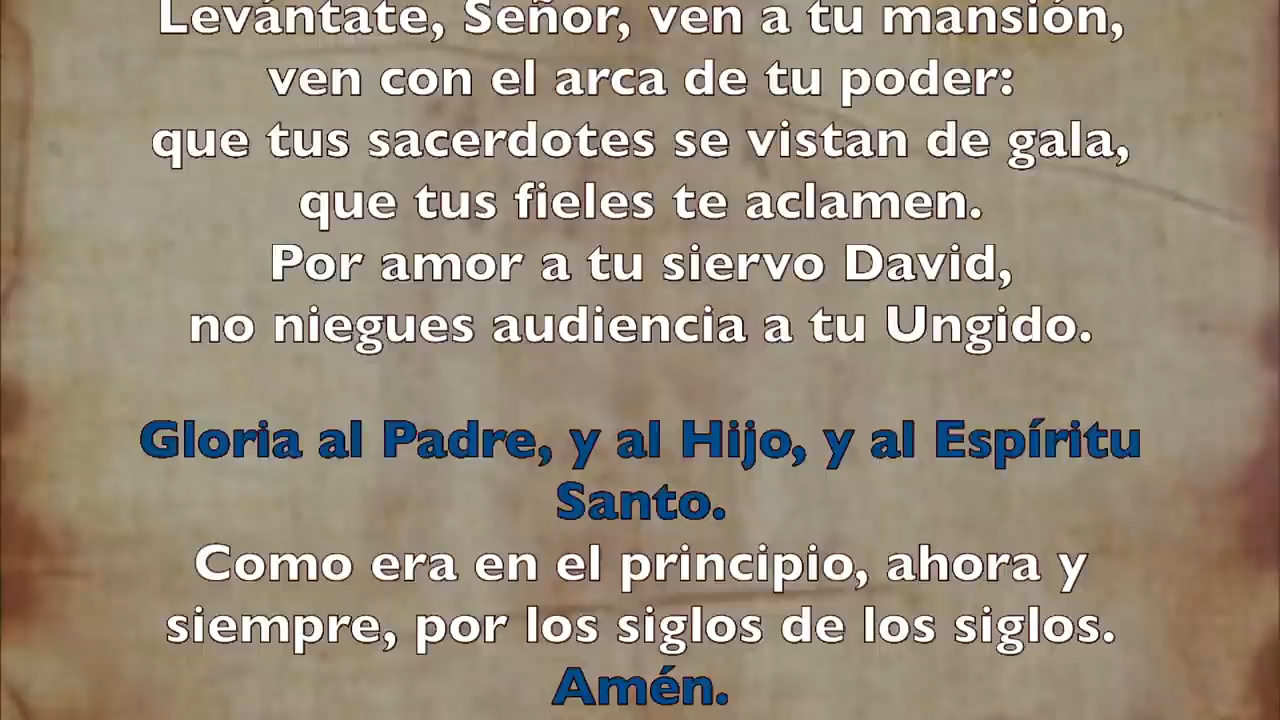 Levántate, Señor, ven a tu mansión,
ven con el arca de tu poder:
que tus sacerdotes se vistan de gala,
que tus fieles te aclamen.
Por amor a tu siervo David,
no niegues audiencia a tu Ungido.
Gloria al Padre, y al Hijo, y al Espíritu
Santo.
Como era en el principio, ahora y
siempre, por los siglos de los siglos.
Amén.